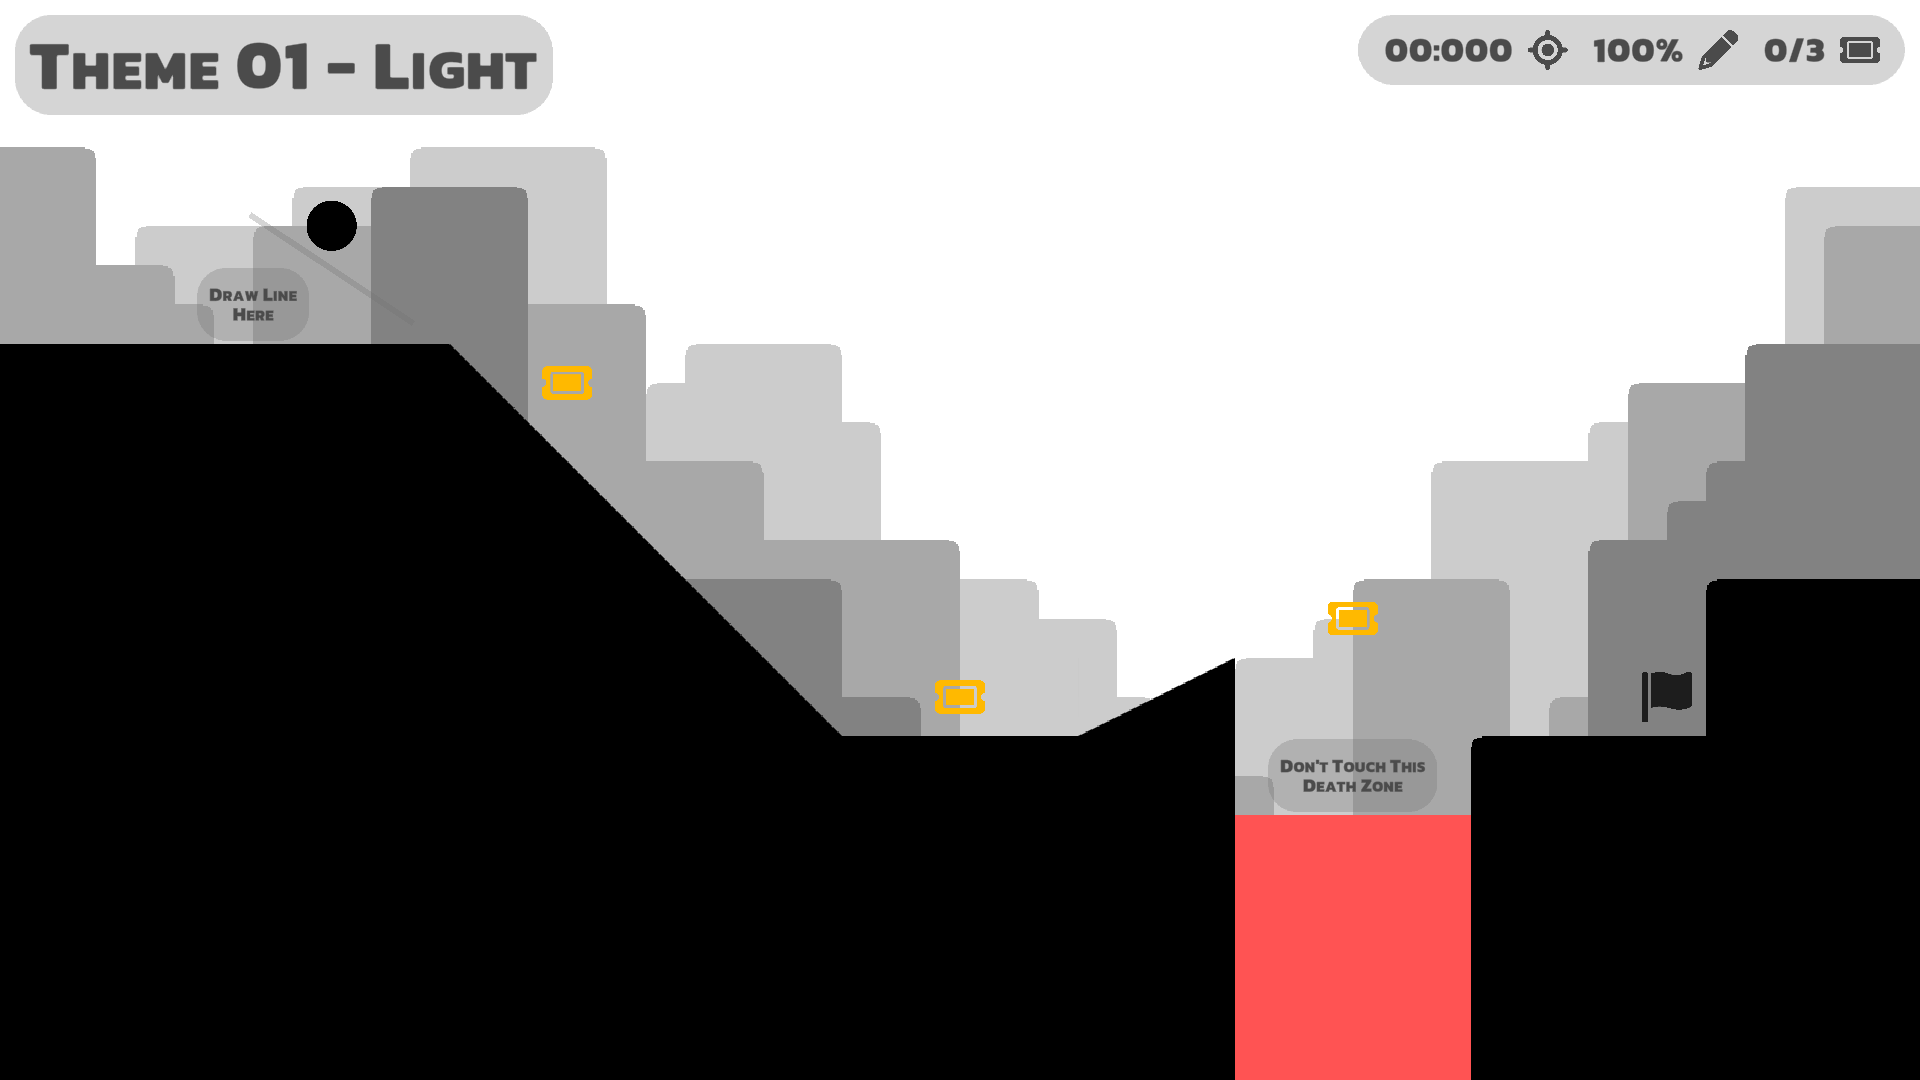 Theme 01 - Light
00:000 100% 0/3
Draw Line
Here
Don't Touch This
Death Zone